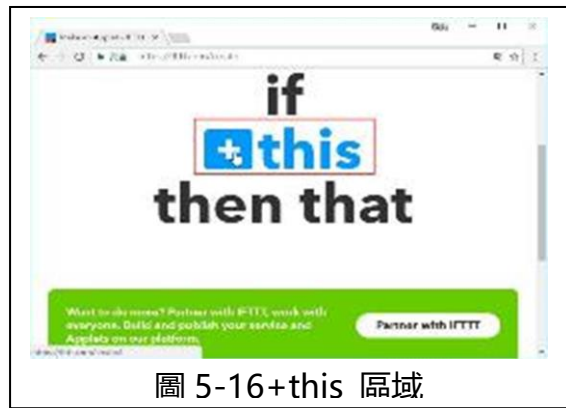 if
+this
then that
Want to do more? Partner with IFTTT, work with
everyone. Build and publish your service and
Applets on our platform.
Partner with IFTTT
圖 5-16+this 區域